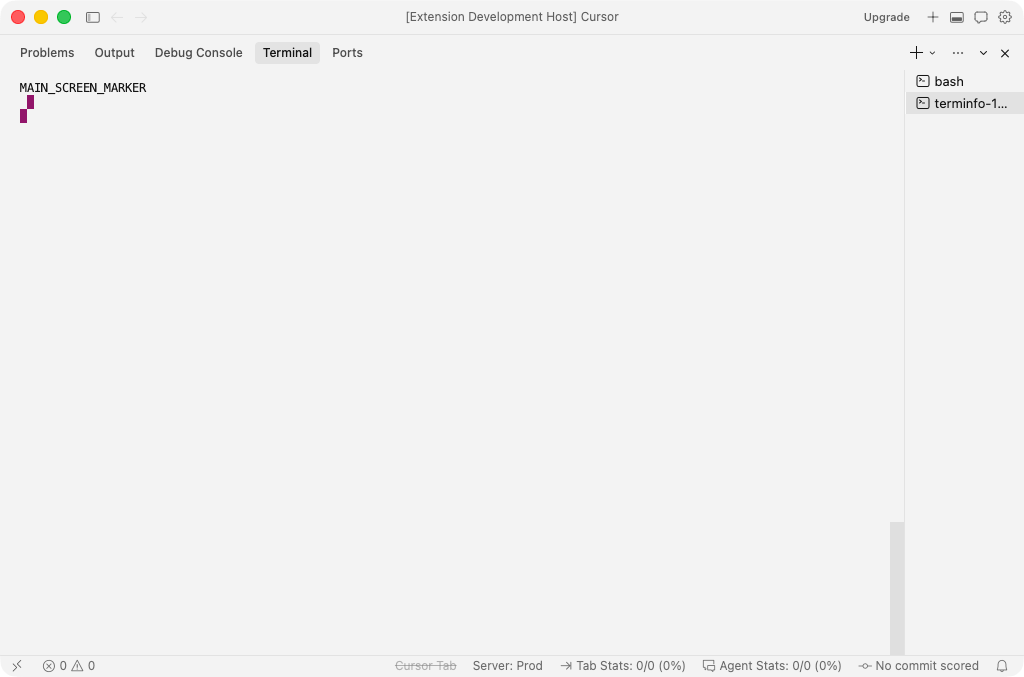 [Extension Development Host] Cursor
Upgrade
Problems Output Debug Console Terminal Ports
MAIN_SCREEN_MARKER
bash
terminfo-1...
0 0 Cursor Tab Server: Prod Tab Stats: 0/0 (0%) Agent Stats: 0/0 (0%) No commit scored